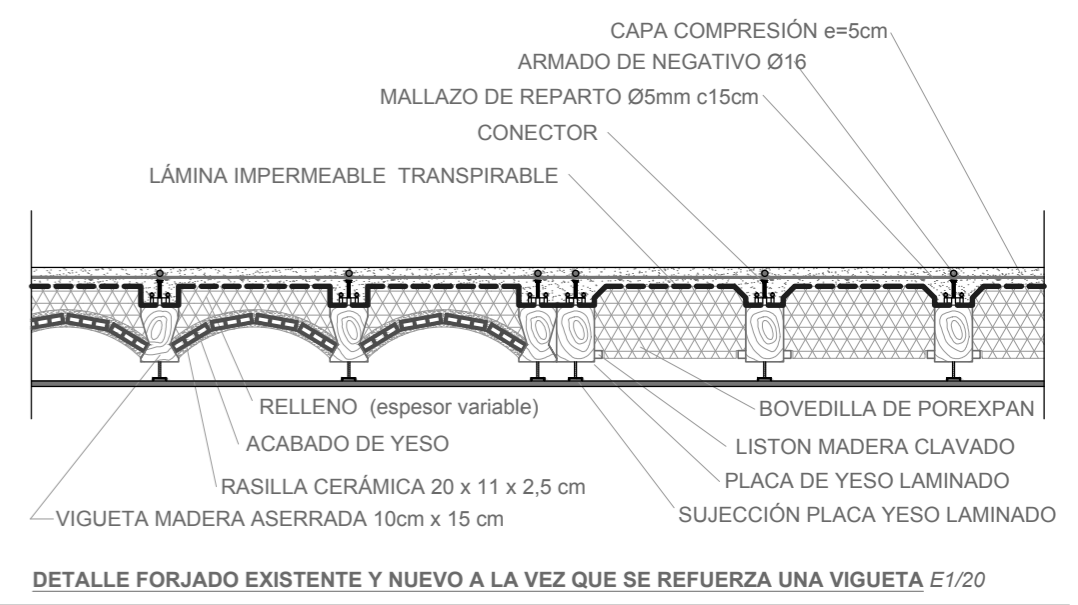 CAPA COMPRESIÓN e=5cm
ARMADO DE NEGATIVO Ø16
MALLAZO DE REPARTO Ø5mm c15cm
CONECTOR
LÁMINA IMPERMEABLE TRANSPIRABLE
RELLENO (espesor variable)
BOVEDILLA DE POREXPAN
ACABADO DE YESO
LISTON MADERA CLAVADO
RASILLA CERÁMICA 20 x 11 x 2,5 cm
PLACA DE YESO LAMINADO
VIGUETA MADERA ASERRADA 10cm x 15 cm
SUJECCIÓN PLACA YESO LAMINADO
DETALLE FORJADO EXISTENTE Y NUEVO A LA VEZ QUE SE REFUERZA UNA VIGUETA E1/20